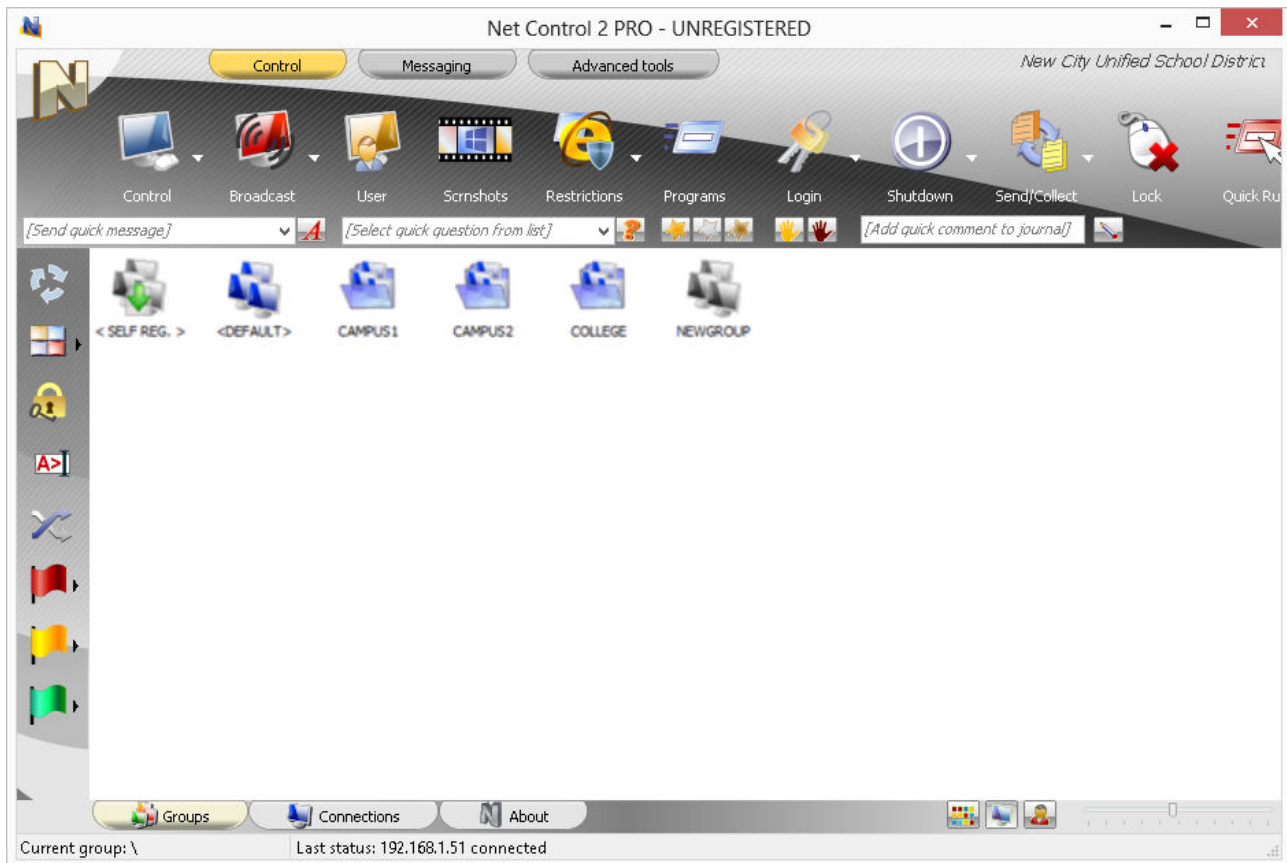 Net Control 2 PRO - UNREGISTERED
Control Messaging Advanced tools New City Unified School District
Control Broadcast User Scrnshots Restrictions Programs Login Shutdown Send/Collect Lock Quick Ru
[Send quick message] [Select quick question from list] [Add quick comment to journal]
< SELF REG. > <DEFAULT> CAMPUS1 CAMPUS2 COLLEGE NEWGROUP
Groups Connections About
Current group: \ Last status: 192.168.1.51 connected